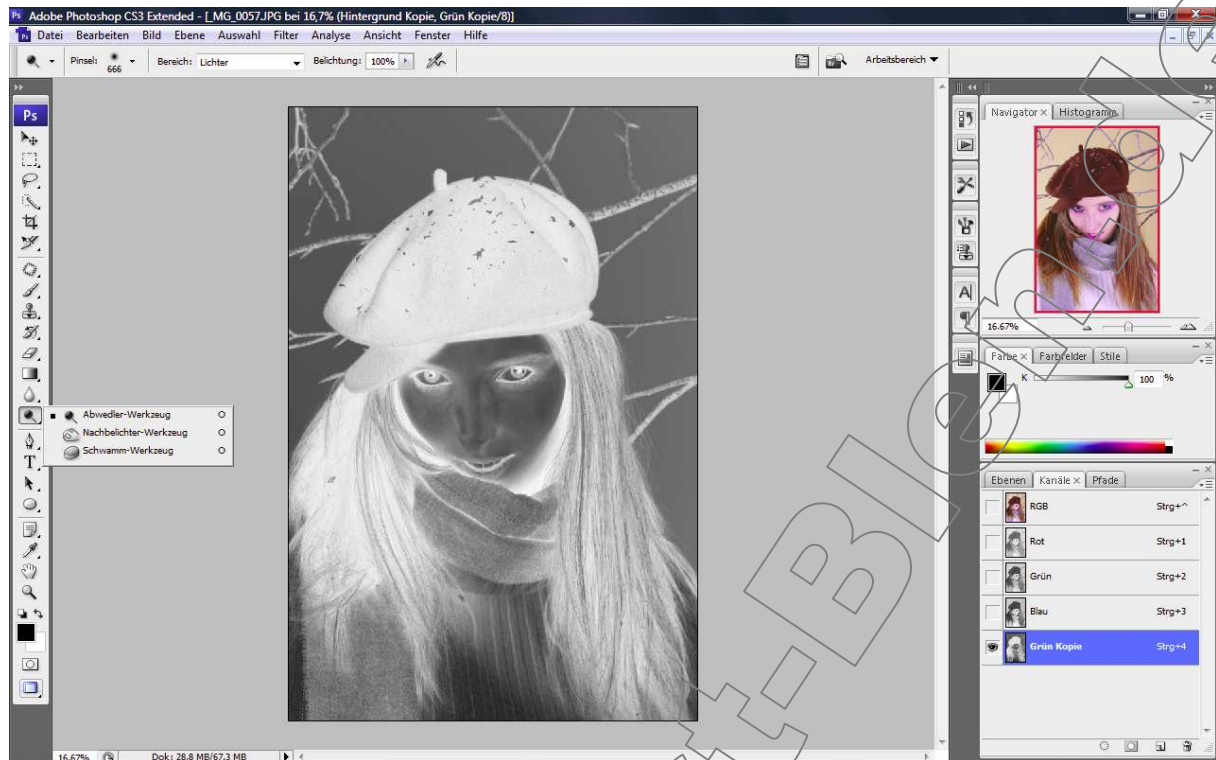 Ps Adobe Photoshop CS3 Extended - [_MG_0057.JPG bei 16,7% (Hintergrund Kopie, Grün Kopie/8)]
Datei Bearbeiten Bild Ebene Auswahl Filter Analyse Ansicht Fenster Hilfe
Pinsel: 666 Bereich: Lichter Belichtung: 100% Arbeitsbereich
Ps
Navigator × Histogramm
16.67%
Farbe × Farbfelder Stile
K 100 %
Abwedler-Werkzeug O
Nachbelichter-Werkzeug O
Schwamm-Werkzeug O
Ebenen Kanäle × Pfade
RGB Strg+^
Rot Strg+1
Grün Strg+2
Blau Strg+3
Grün Kopie Strg+4
16.67% Dok: 28,8 MB/67,3 MB